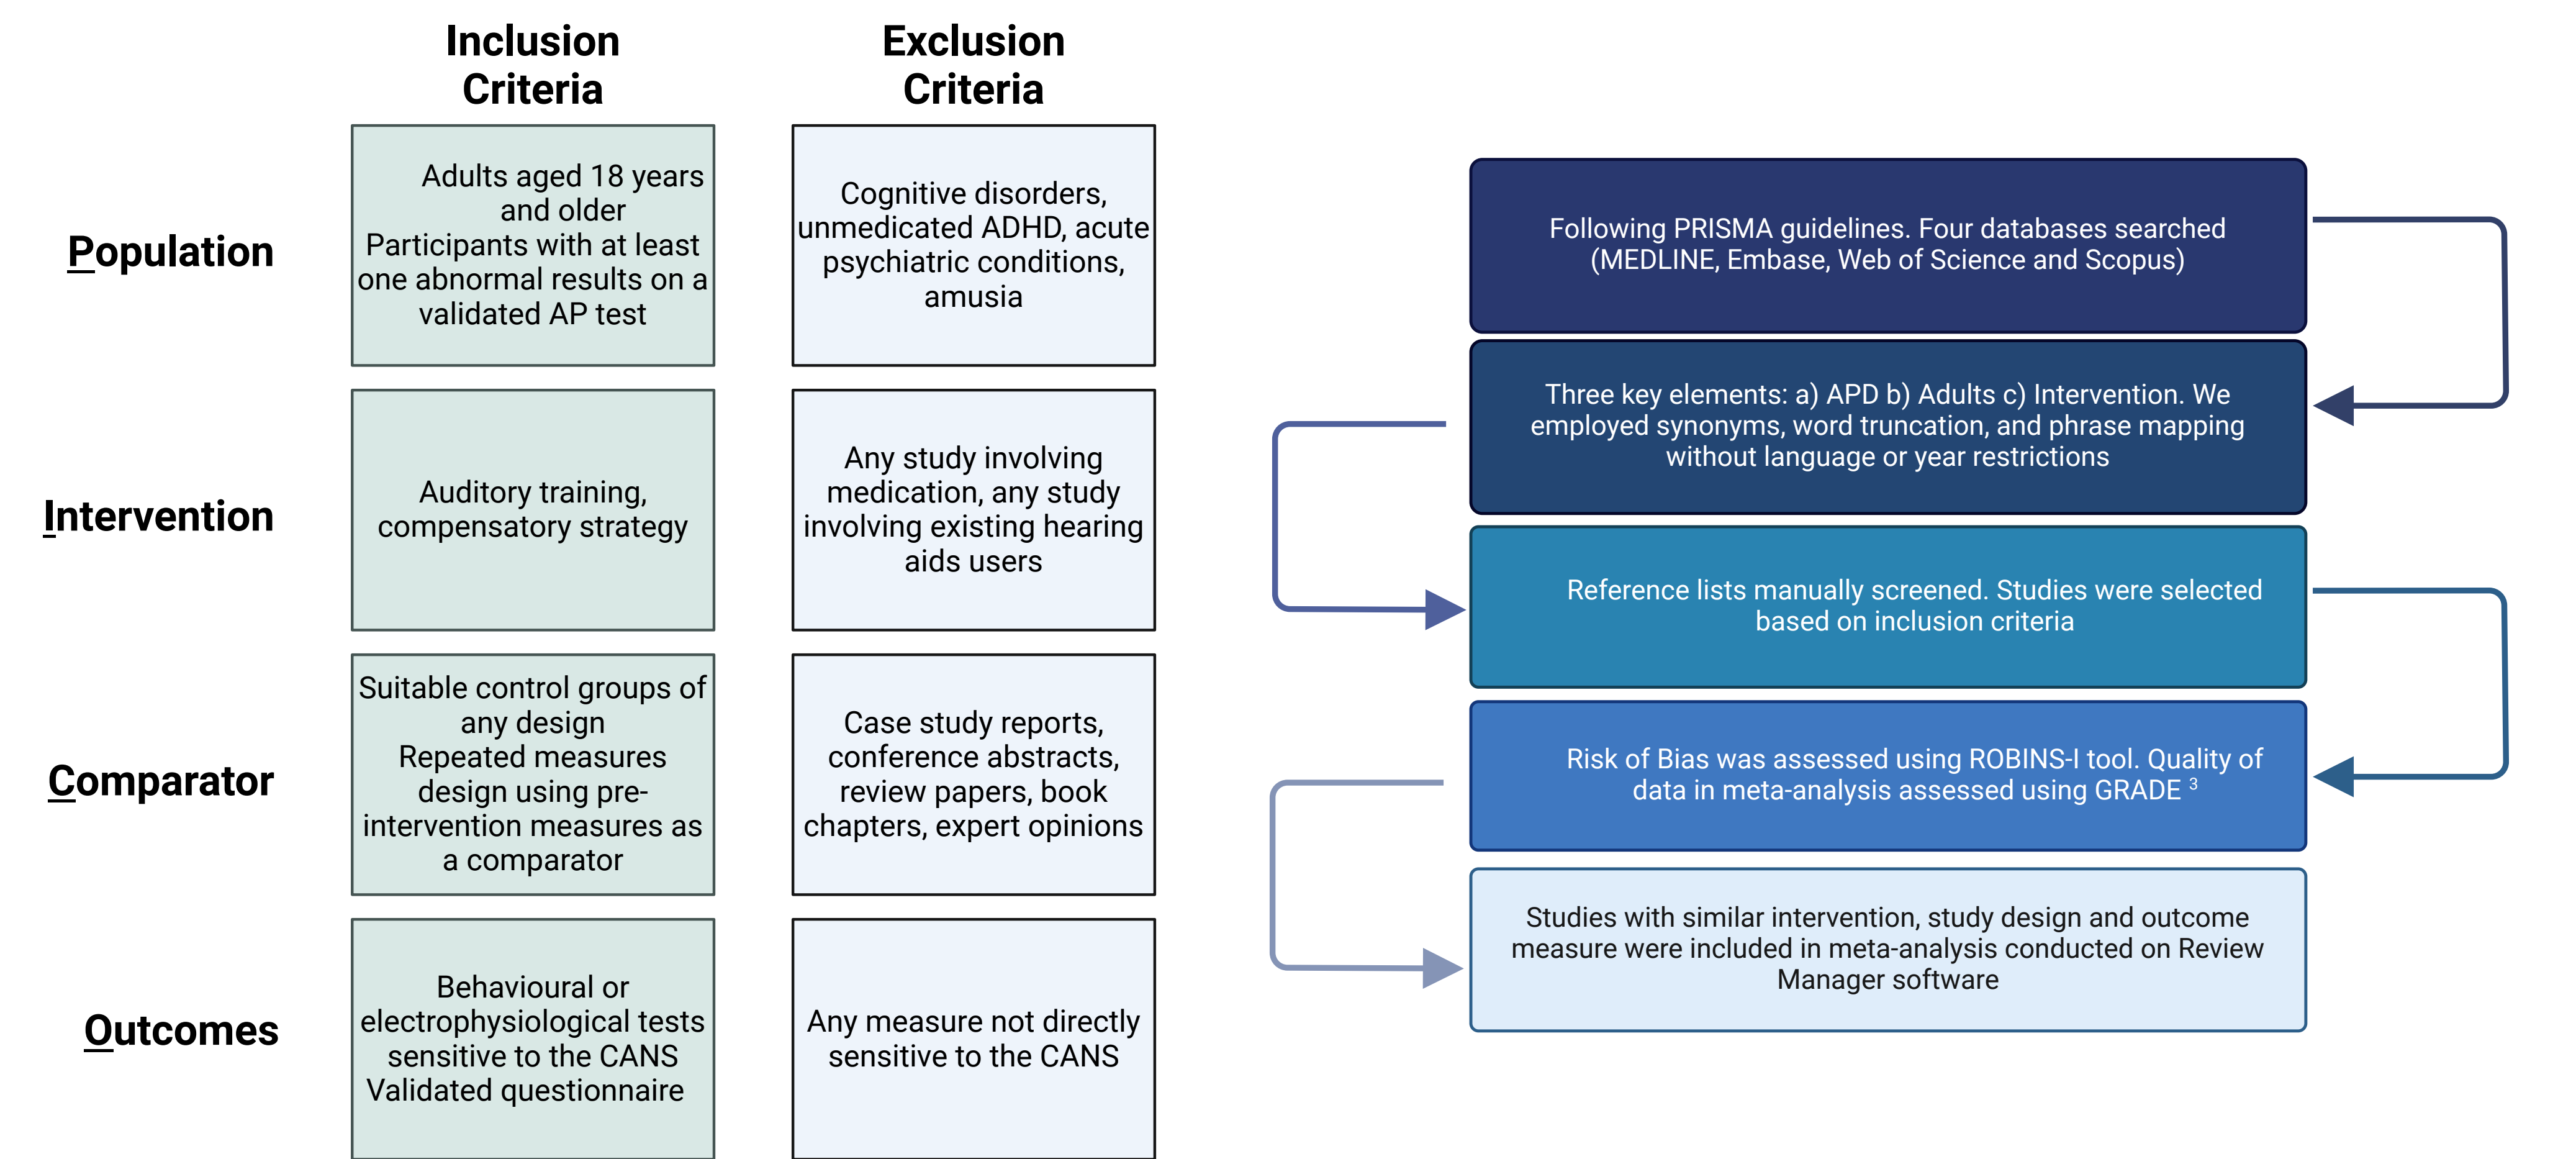 Inclusion
Criteria
Exclusion
Criteria
Population
Adults aged 18 years
and older
Participants with at least
one abnormal results on a
validated AP test
Cognitive disorders,
unmedicated ADHD, acute
psychiatric conditions,
amusia
Intervention
Auditory training,
compensatory strategy
Any study involving
medication, any study
involving existing hearing
aids users
Comparator
Suitable control groups of
any design
Repeated measures
design using pre-
intervention measures as
a comparator
Case study reports,
conference abstracts,
review papers, book
chapters, expert opinions
Outcomes
Behavioural or
electrophysiological tests
sensitive to the CANS
Validated questionnaire
Any measure not directly
sensitive to the CANS
Following PRISMA guidelines. Four databases searched
(MEDLINE, Embase, Web of Science and Scopus)
Three key elements: a) APD b) Adults c) Intervention. We
employed synonyms, word truncation, and phrase mapping
without language or year restrictions
Reference lists manually screened. Studies were selected
based on inclusion criteria
Risk of Bias was assessed using ROBINS-I tool. Quality of
data in meta-analysis assessed using GRADE 3
Studies with similar intervention, study design and outcome
measure were included in meta-analysis conducted on Review
Manager software